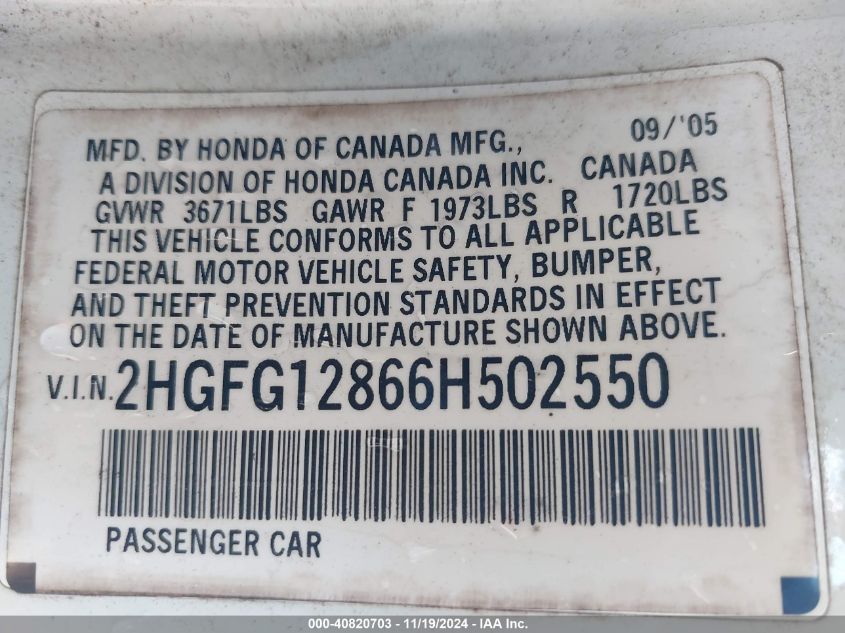 09/'05
MFD. BY HONDA OF CANADA MFG.,
A DIVISION OF HONDA CANADA INC. CANADA
GVWR 3671LBS GAWR F 1973LBS R 1720LBS
THIS VEHICLE CONFORMS TO ALL APPLICABLE
FEDERAL MOTOR VEHICLE SAFETY, BUMPER,
AND THEFT PREVENTION STANDARDS IN EFFECT
ON THE DATE OF MANUFACTURE SHOWN ABOVE.
V.I.N. 2HGFG12866H502550
PASSENGER CAR
000-40820703 - 11/19/2024 - IAA, Inc.